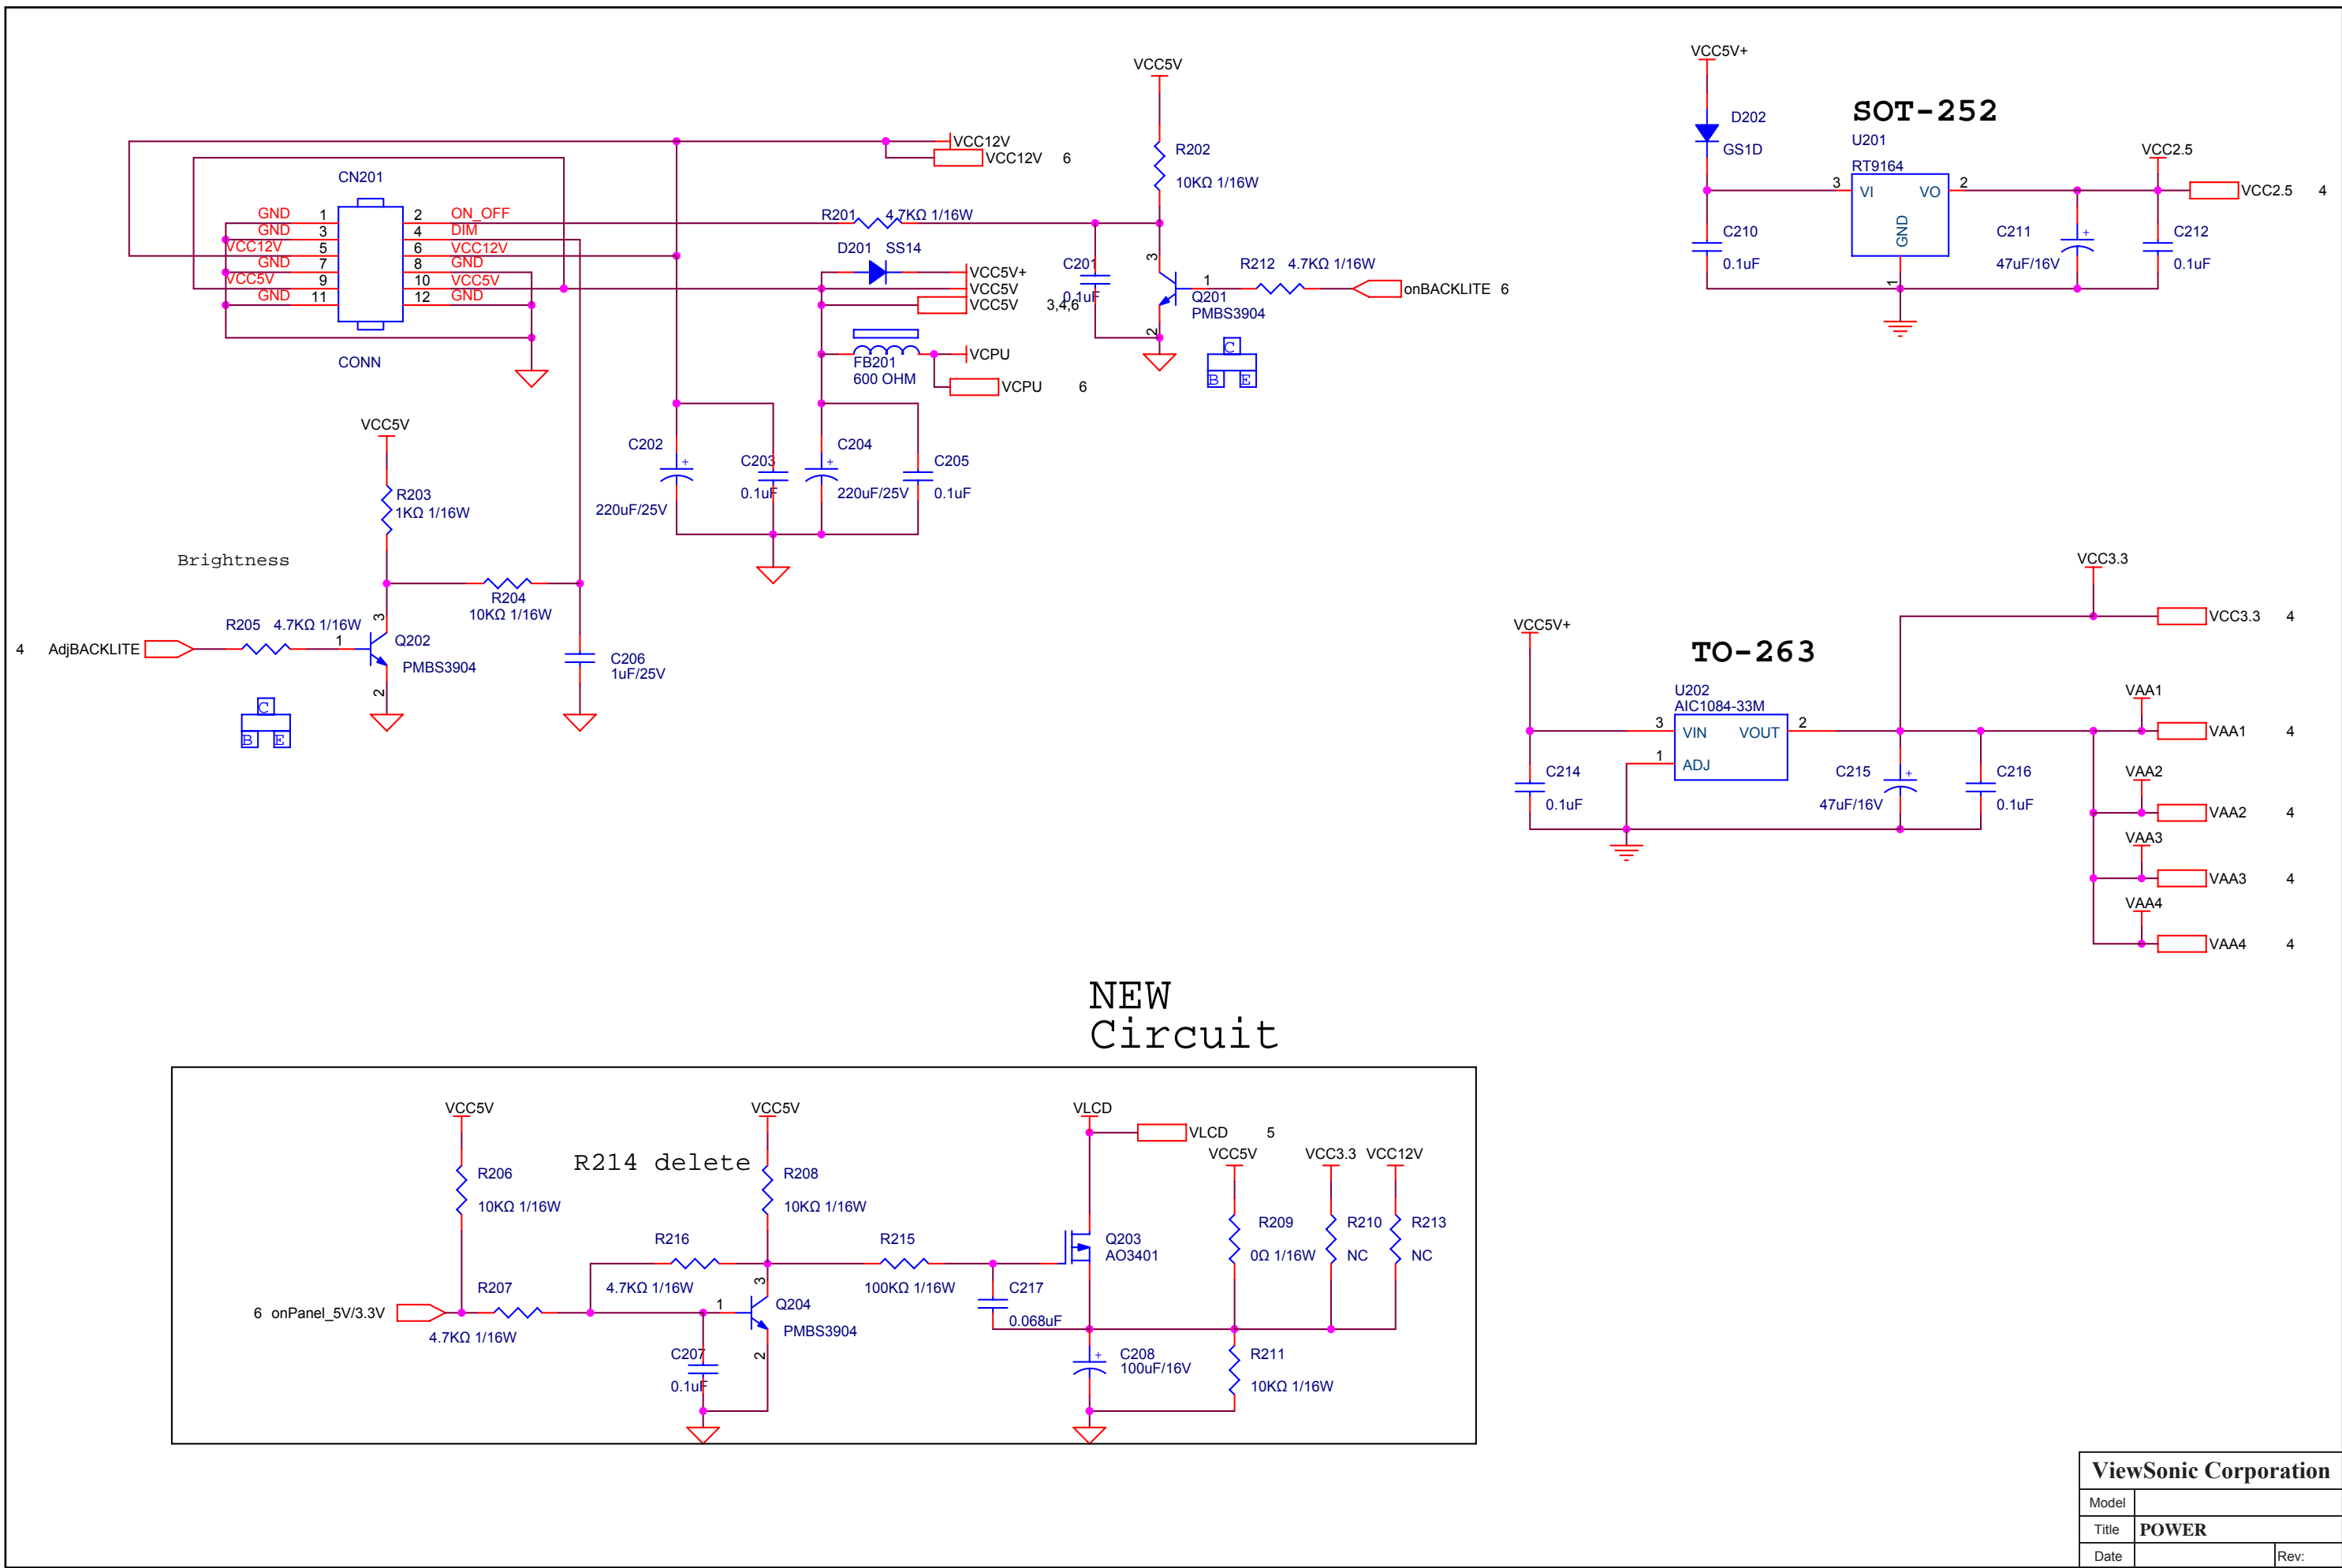 VCC5V
VCC12V
VCC12V 6
R202
10KΩ 1/16W
CN201
GND 1
GND 3
VCC12V 5
GND 7
VCC5V 9
GND 11
2 ON_OFF
4 DIM
6 VCC12V
8 GND
10 VCC5V
12 GND
CONN
R201 4.7KΩ 1/16W
D201 SS14
VCC5V+
VCC5V
VCC5V 3,4,6
FB201
600 OHM
VCPU
VCPU 6
C201
0.1uF
3
1
2
Q201
PMBS3904
R212 4.7KΩ 1/16W
onBACKLITE 6
C
B E
C202
220uF/25V
C203
0.1uF
C204
220uF/25V
C205
0.1uF
VCC5V
R203
1KΩ 1/16W
Brightness
R204
10KΩ 1/16W
4 AdjBACKLITE
R205 4.7KΩ 1/16W
1
3
2
Q202
PMBS3904
C206
1uF/25V
C
B E
VCC5V+
D202
GS1D
SOT-252
U201
RT9164
3 VI
VO 2
GND
1
VCC2.5
VCC2.5 4
C210
0.1uF
C211
47uF/16V
C212
0.1uF
VCC3.3
VCC3.3 4
VCC5V+
TO-263
U202
AIC1084-33M
3 VIN
VOUT 2
1 ADJ
C214
0.1uF
C215
47uF/16V
C216
0.1uF
VAA1
VAA1 4
VAA2
VAA2 4
VAA3
VAA3 4
VAA4
VAA4 4
NEW
Circuit
VCC5V
R206
10KΩ 1/16W
R214 delete
VCC5V
R208
10KΩ 1/16W
VLCD
VLCD 5
VCC5V
VCC3.3
VCC12V
R209
0Ω 1/16W
R210
NC
R213
NC
R216
4.7KΩ 1/16W
R215
100KΩ 1/16W
Q203
AO3401
6 onPanel_5V/3.3V
R207
4.7KΩ 1/16W
1
3
2
Q204
PMBS3904
C217
0.068uF
C207
0.1uF
C208
100uF/16V
R211
10KΩ 1/16W
ViewSonic Corporation
Model
Title POWER
Date Rev:
+
+
+
+
+